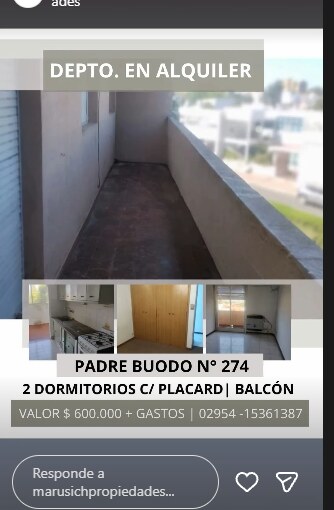 ades
DEPTO. EN ALQUILER
PADRE BUODO N° 274
2 DORMITORIOS C/ PLACARD| BALCÓN
VALOR $ 600.000 + GASTOS | 02954 -15361387
Responde a
marusichpropiedades...